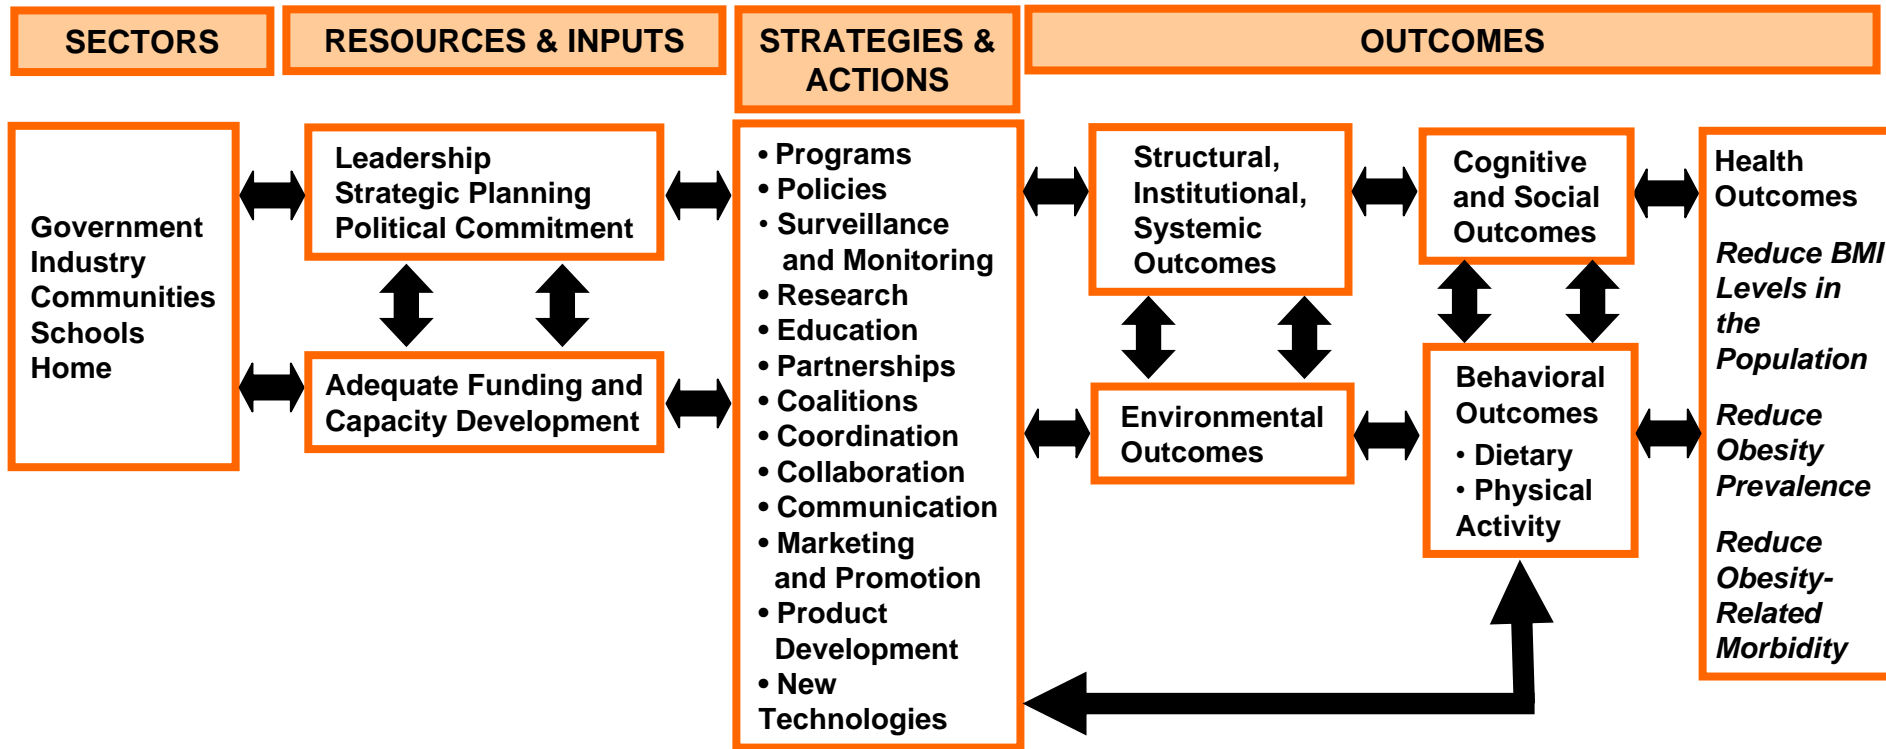 SECTORS
RESOURCES & INPUTS
STRATEGIES &
ACTIONS
OUTCOMES
Government
Industry
Communities
Schools
Home
Leadership
Strategic Planning
Political Commitment
Adequate Funding and
Capacity Development
• Programs
• Policies
• Surveillance
and Monitoring
• Research
• Education
• Partnerships
• Coalitions
• Coordination
• Collaboration
• Communication
• Marketing
and Promotion
• Product
Development
• New
Technologies
Structural,
Institutional,
Systemic
Outcomes
Environmental
Outcomes
Cognitive
and Social
Outcomes
Behavioral
Outcomes
• Dietary
• Physical
Activity
Health
Outcomes
Reduce BMI
Levels in
the
Population
Reduce
Obesity
Prevalence
Reduce
Obesity-
Related
Morbidity